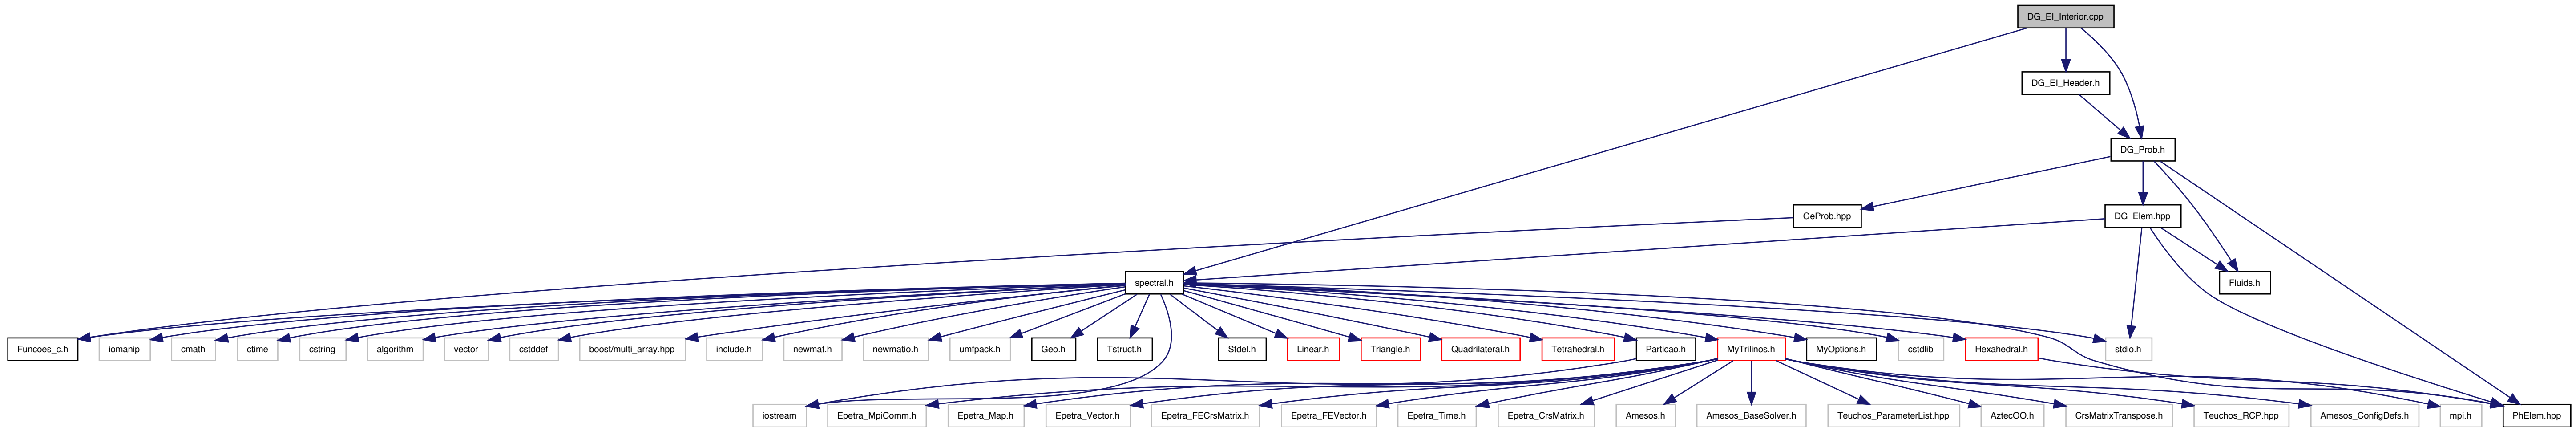 DG_EI_Interior.cpp
DG_EI_Header.h
DG_Prob.h
GeProb.hpp
DG_Elem.hpp
spectral.h
Fluids.h
Funcoes_c.h
iomanip
cmath
ctime
cstring
algorithm
vector
cstddef
boost/multi_array.hpp
include.h
newmat.h
newmatio.h
umfpack.h
Geo.h
Tstruct.h
Stdel.h
Linear.h
Triangle.h
Quadrilateral.h
Tetrahedral.h
Particao.h
MyTrilinos.h
MyOptions.h
cstdlib
Hexahedral.h
stdio.h
iostream
Epetra_MpiComm.h
Epetra_Map.h
Epetra_Vector.h
Epetra_FECrsMatrix.h
Epetra_FEVector.h
Epetra_Time.h
Epetra_CrsMatrix.h
Amesos.h
Amesos_BaseSolver.h
Teuchos_ParameterList.hpp
AztecOO.h
CrsMatrixTranspose.h
Teuchos_RCP.hpp
Amesos_ConfigDefs.h
mpi.h
PhElem.hpp